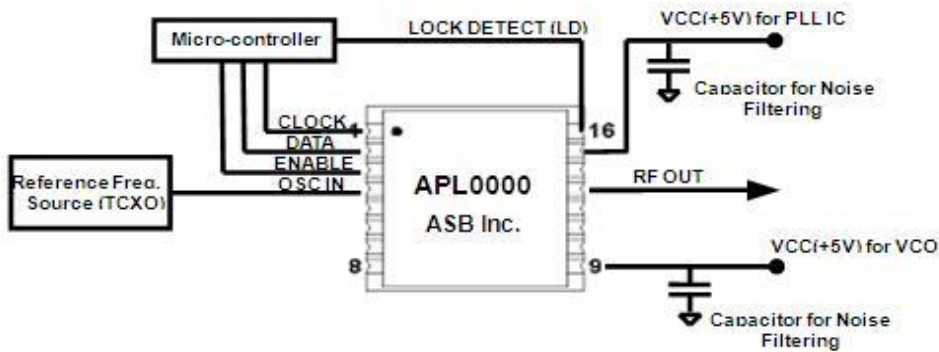 VCC(+5V) for PLL IC
Micro-controller
LOCK DETECT (LD)
Capacitor for Noise
Filtering
CLOCK
1
16
DATA
ENABLE
OSC IN
Reference Freq.
Source (TCXO)
APL0000
ASB Inc.
RF OUT
8
9
VCC(+5V) for VCO
Capacitor for Noise
Filtering